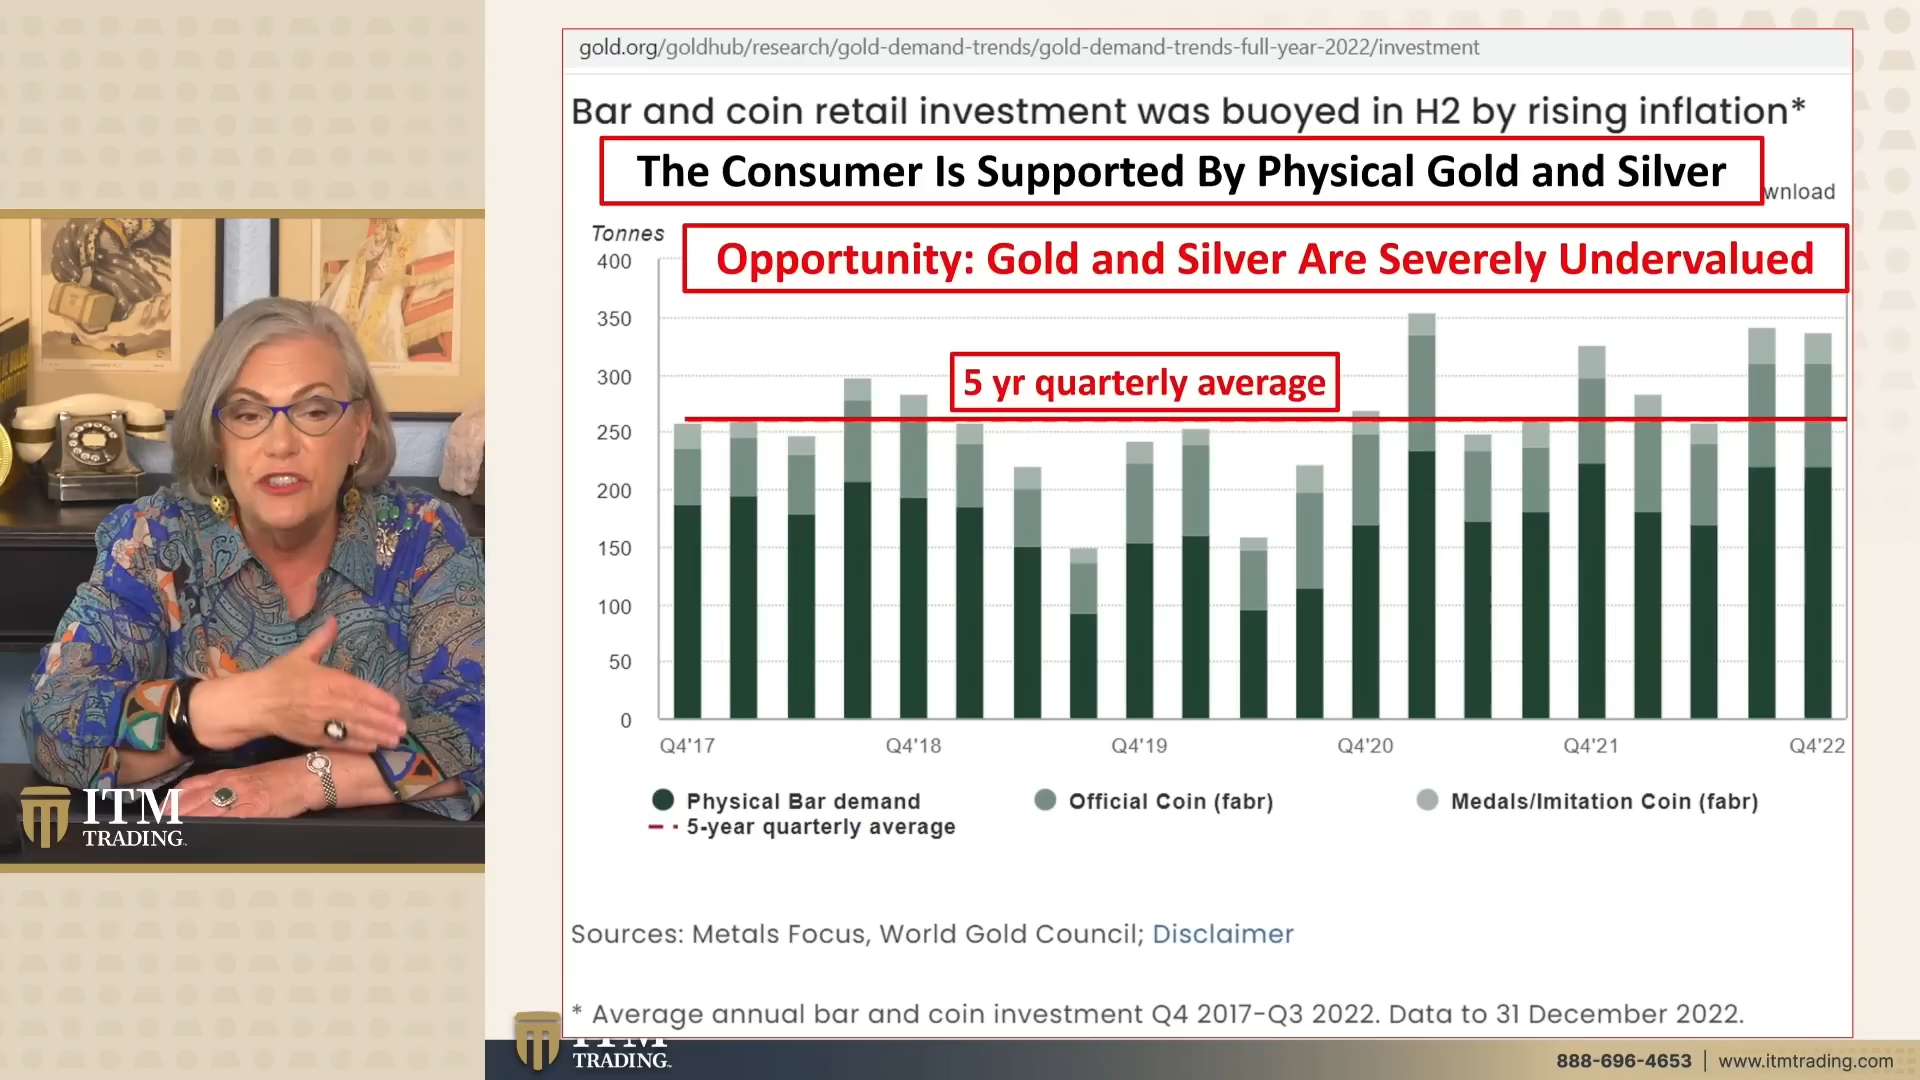 gold.org/goldhub/research/gold-demand-trends/gold-demand-trends-full-year-2022/investment
Bar and coin retail investment was buoyed in H2 by rising inflation*
The Consumer Is Supported By Physical Gold and Silver
wnload
Tonnes
Opportunity: Gold and Silver Are Severely Undervalued
400
350
300
5 yr quarterly average
250
200
150
100
50
0
Q4'17 Q4'18 Q4'19 Q4'20 Q4'21 Q4'22
Physical Bar demand Official Coin (fabr) Medals/Imitation Coin (fabr)
5-year quarterly average
ITM
TRADING
Sources: Metals Focus, World Gold Council; Disclaimer
* Average annual bar and coin investment Q4 2017-Q3 2022. Data to 31 December 2022.
ITM
TRADING
888-696-4653 | www.itmtrading.com